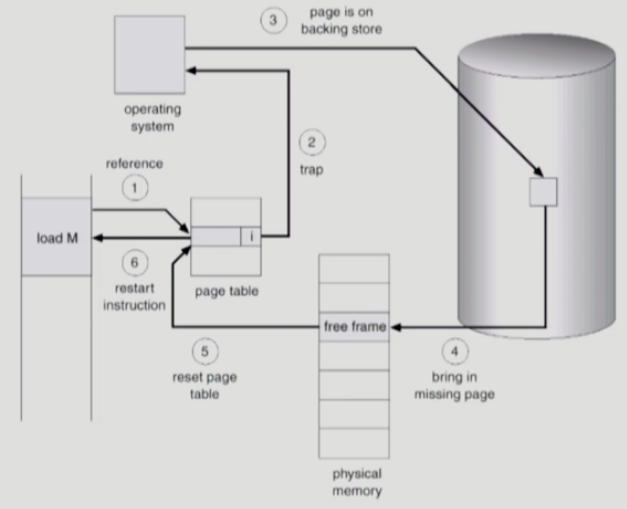 3
page is on
backing store
operating
system
2
trap
reference
1
load M
i
6
restart
instruction
page table
free frame
5
reset page
table
4
bring in
missing page
physical
memory